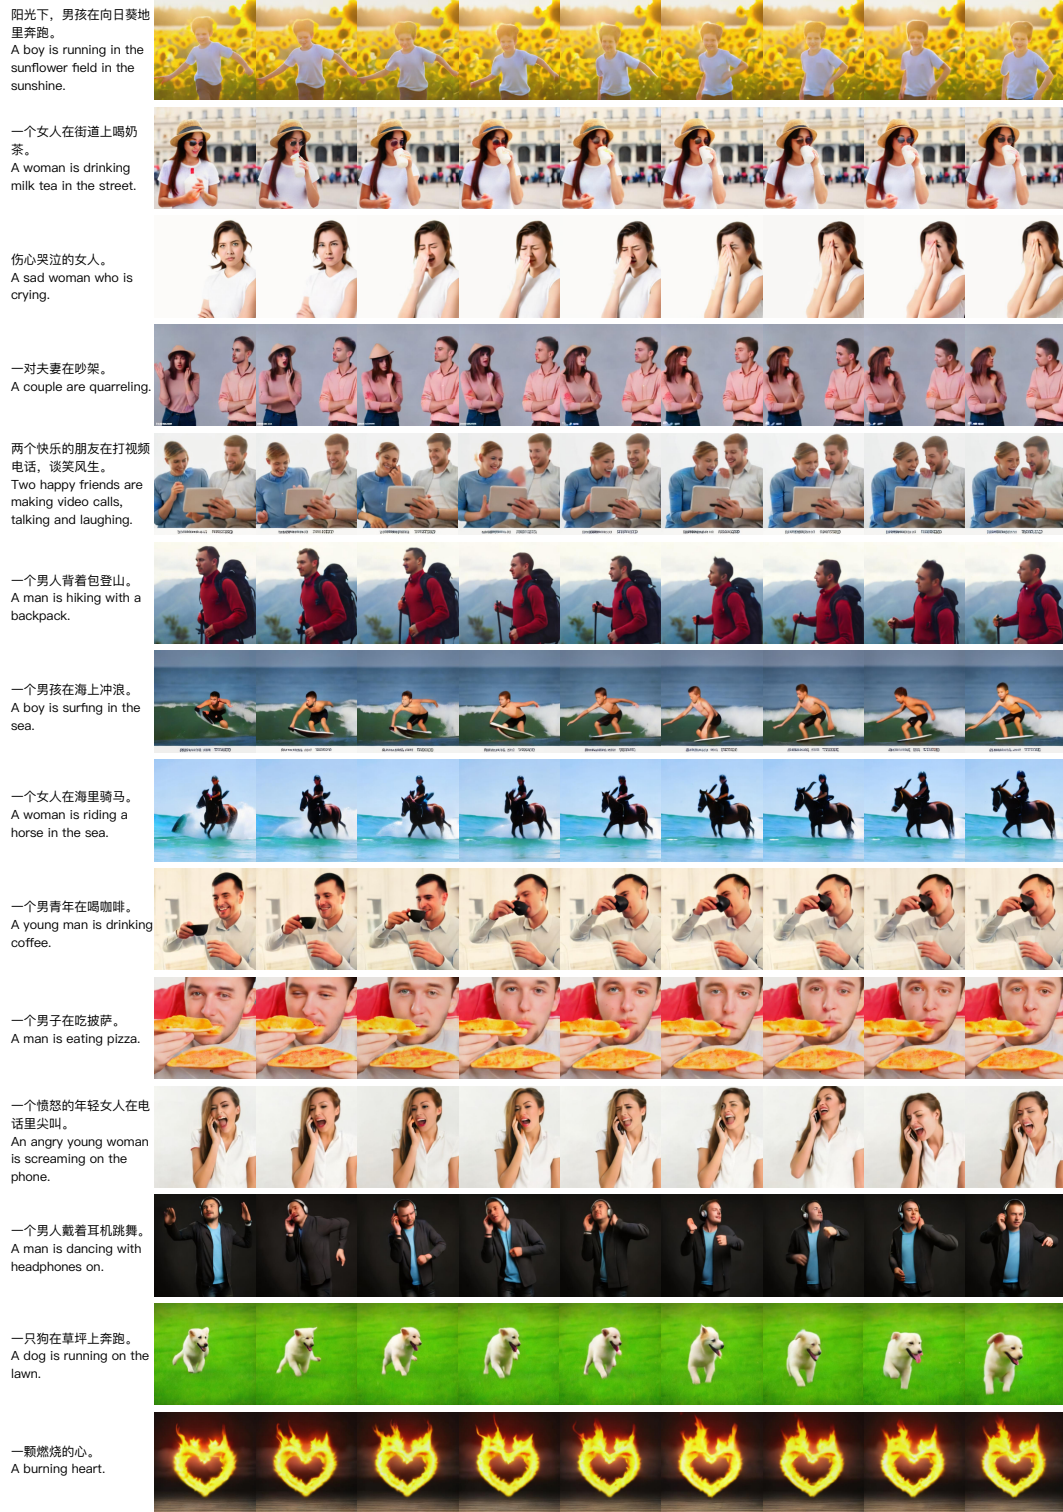 阳光下，男孩在向日葵地
里奔跑。
A boy is running in the
sunflower field in the
sunshine.
一个女人在街道上喝奶
茶。
A woman is drinking
milk tea in the street.
伤心哭泣的女人。
A sad woman who is
crying.
一对夫妻在吵架。
A couple are quarreling.
两个快乐的朋友在打视频
电话，谈笑风生。
Two happy friends are
making video calls,
talking and laughing.
一个男人背着包登山。
A man is hiking with a
backpack.
一个男孩在海上冲浪。
A boy is surfing in the
sea.
一个女人在海里骑马。
A woman is riding a
horse in the sea.
一个男青年在喝咖啡。
A young man is drinking
coffee.
一个男子在吃披萨。
A man is eating pizza.
一个愤怒的年轻女人在电
话里尖叫。
An angry young woman
is screaming on the
phone.
一个男人戴着耳机跳舞。
A man is dancing with
headphones on.
一只狗在草坪上奔跑。
A dog is running on the
lawn.
一颗燃烧的心。
A burning heart.